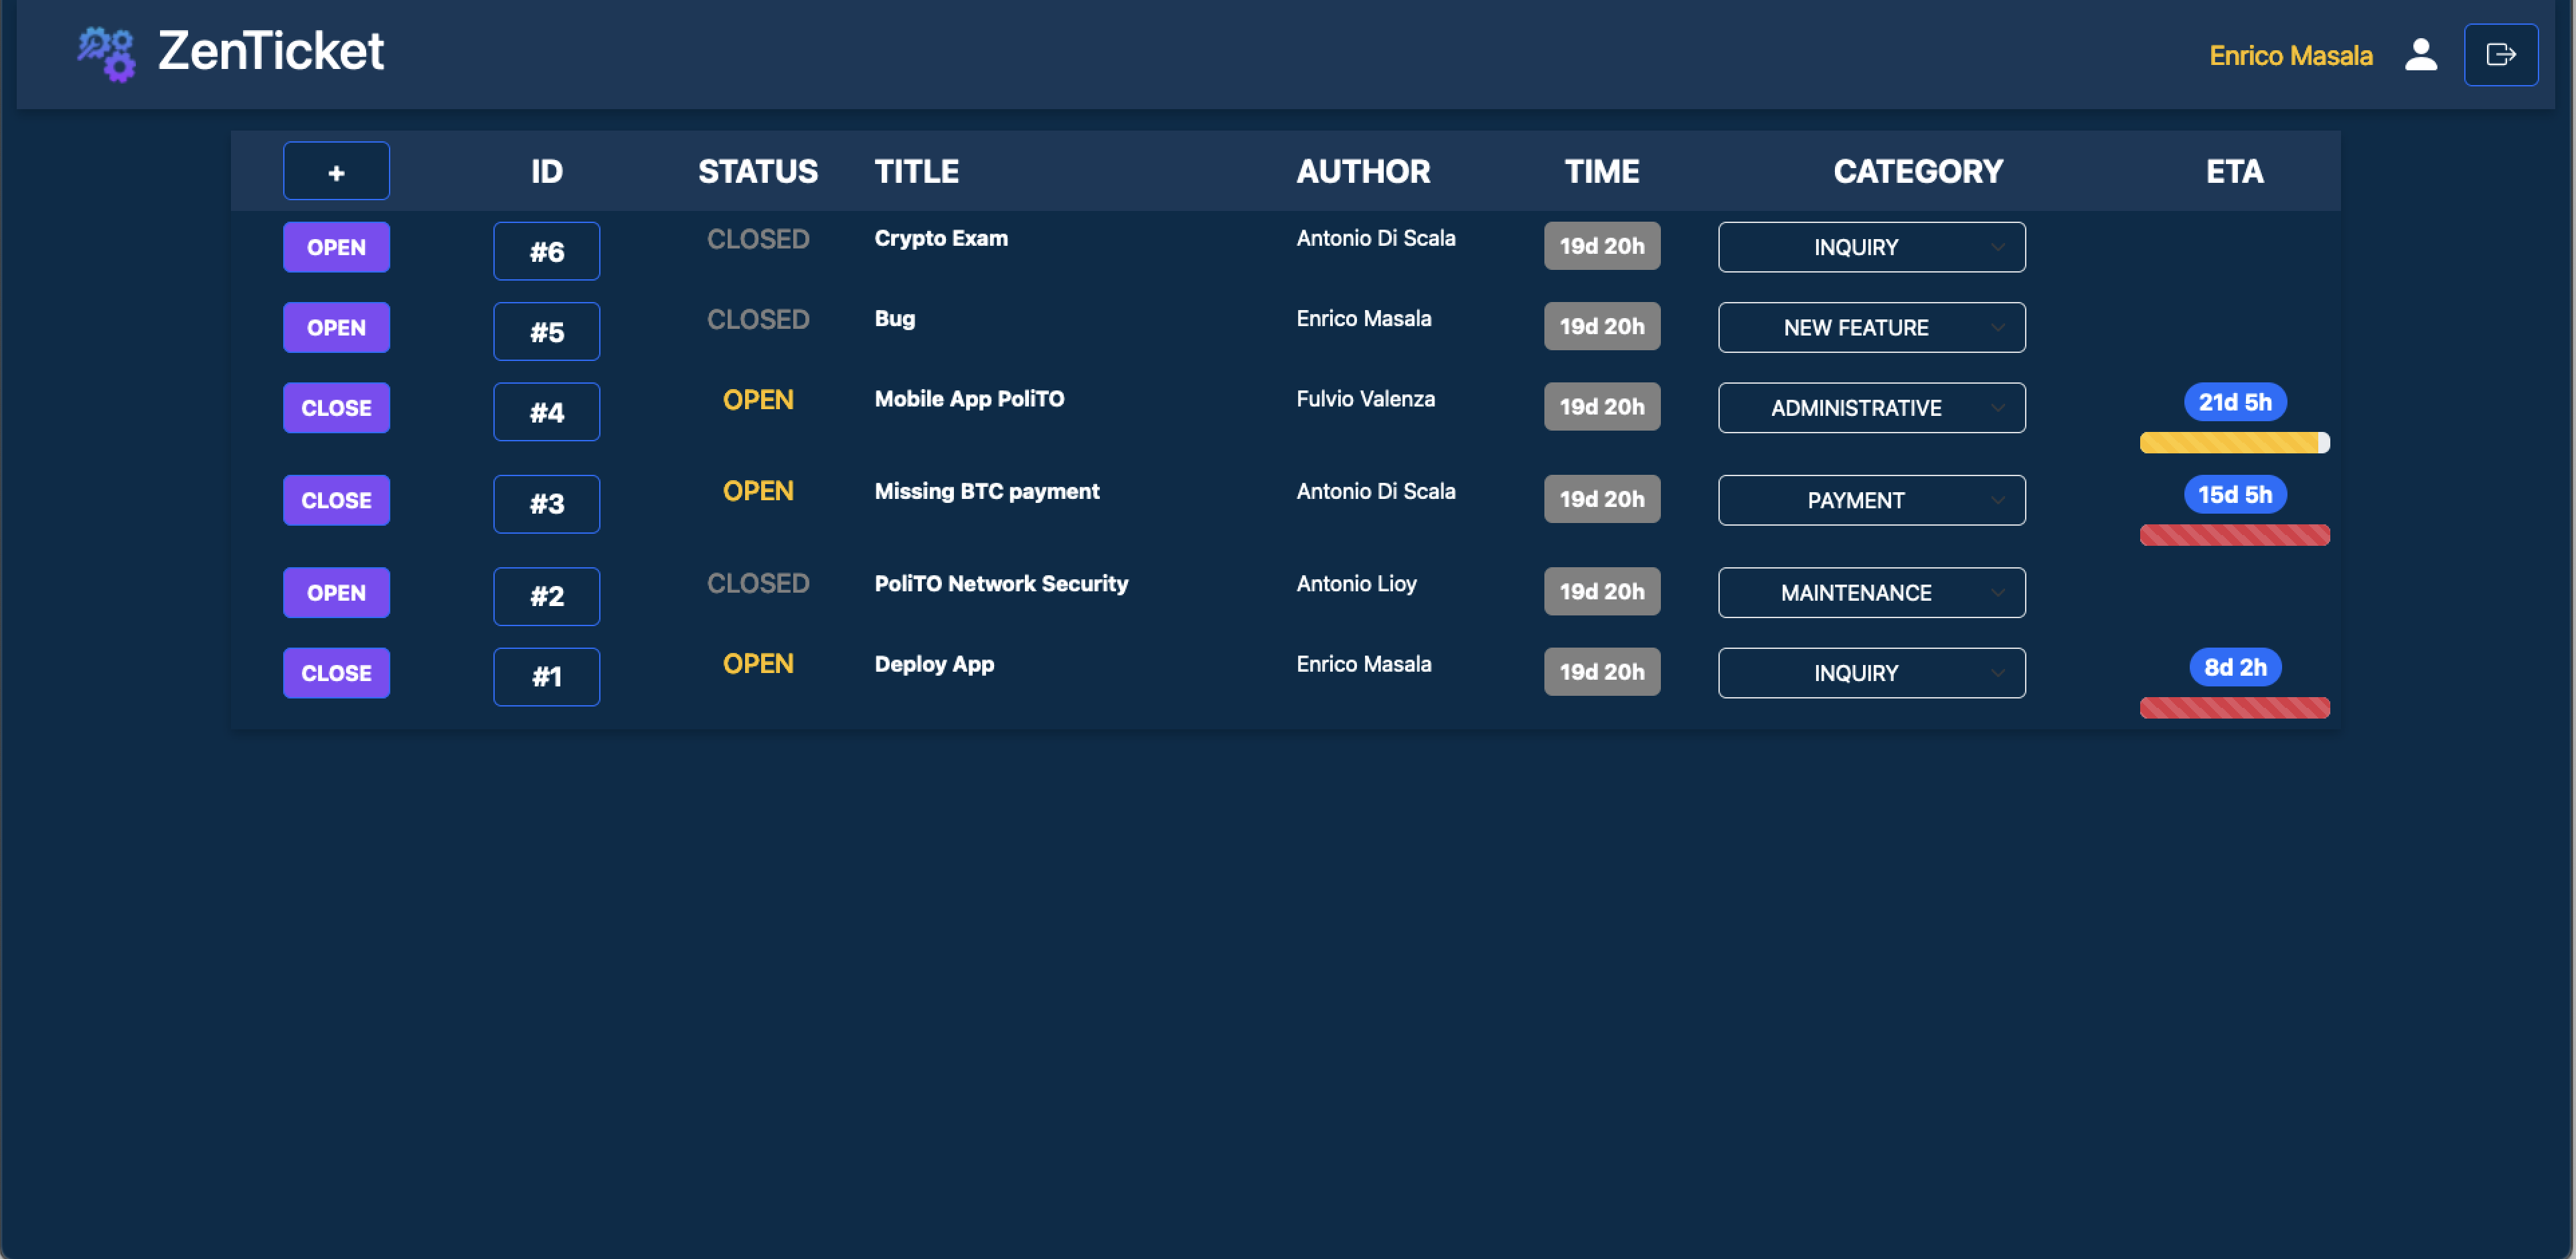 ZenTicket
Enrico Masala
+ ID STATUS TITLE AUTHOR TIME CATEGORY ETA
OPEN #6 CLOSED Crypto Exam Antonio Di Scala 19d 20h INQUIRY
OPEN #5 CLOSED Bug Enrico Masala 19d 20h NEW FEATURE
CLOSE #4 OPEN Mobile App PoliTO Fulvio Valenza 19d 20h ADMINISTRATIVE 21d 5h
CLOSE #3 OPEN Missing BTC payment Antonio Di Scala 19d 20h PAYMENT 15d 5h
OPEN #2 CLOSED PoliTO Network Security Antonio Lioy 19d 20h MAINTENANCE
CLOSE #1 OPEN Deploy App Enrico Masala 19d 20h INQUIRY 8d 2h